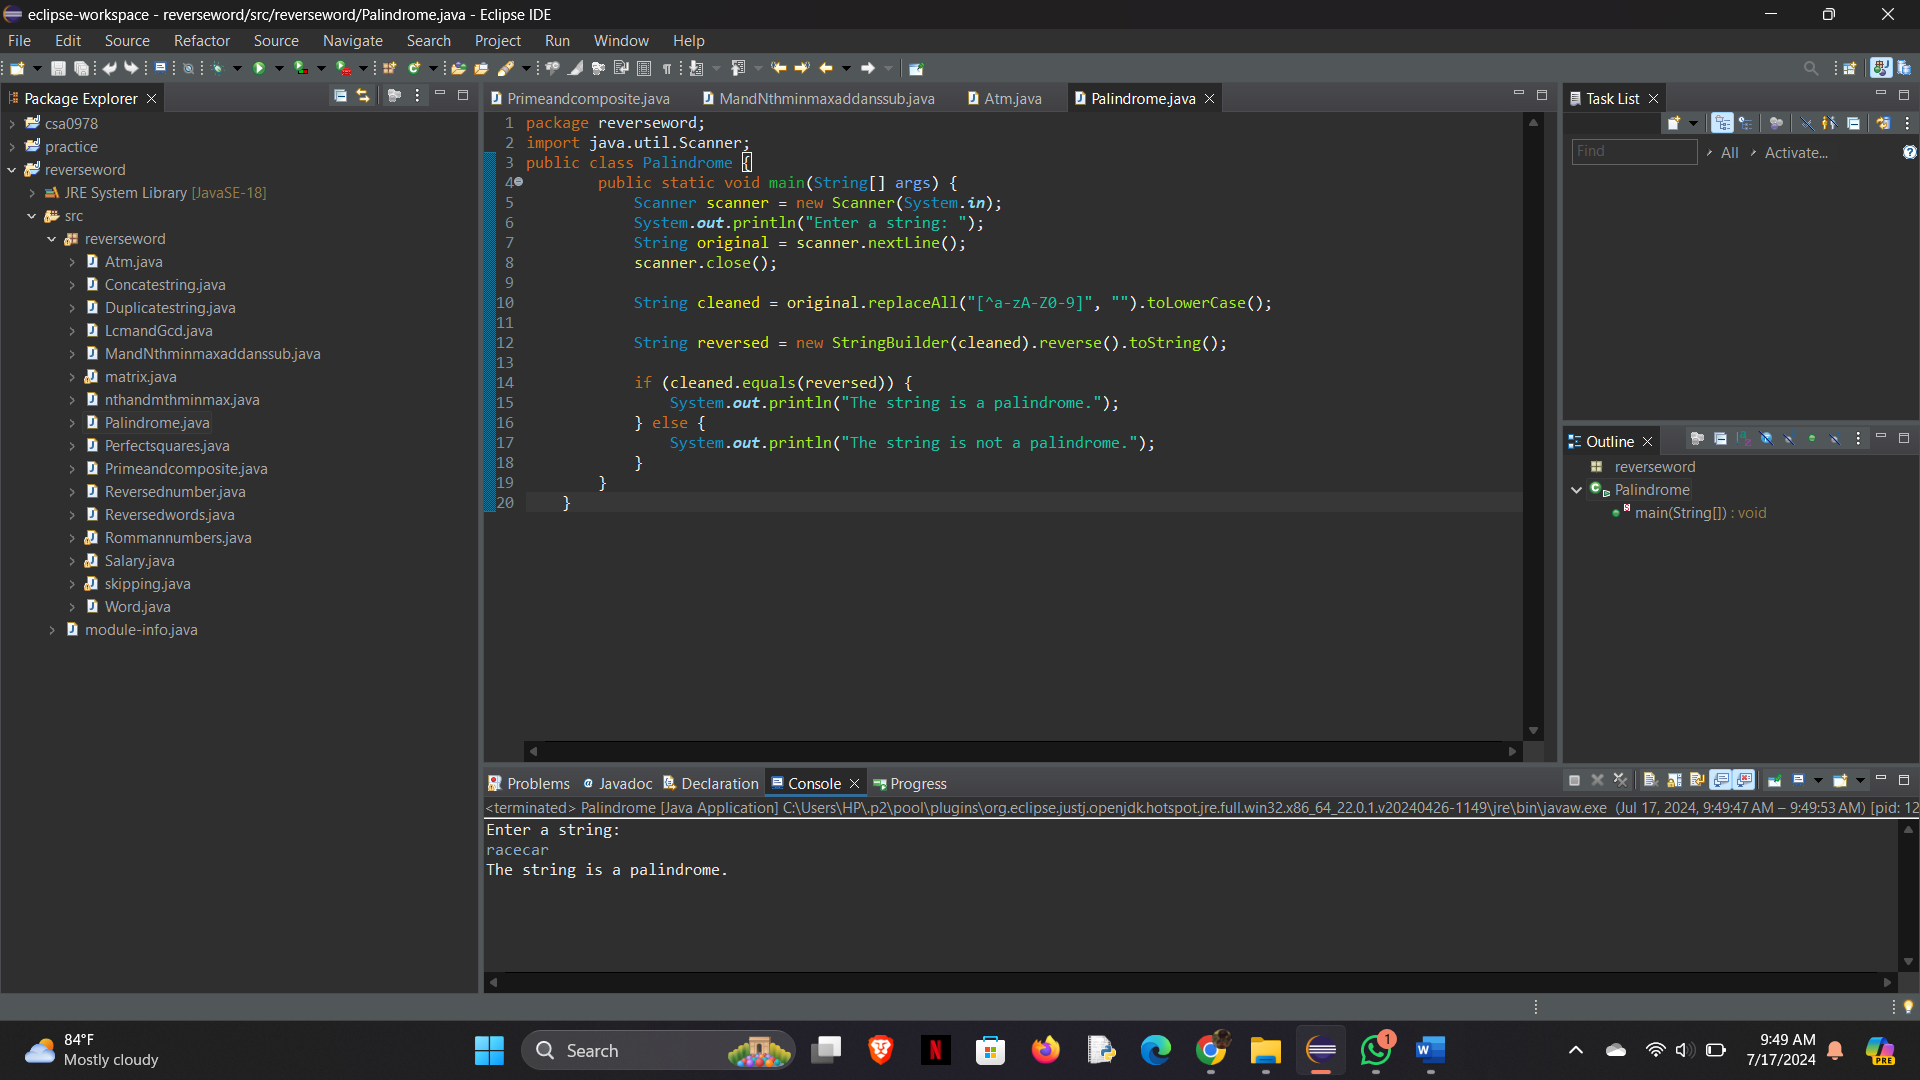 eclipse-workspace - reverseword/src/reverseword/Palindrome.java - Eclipse IDE
File Edit Source Refactor Source Navigate Search Project Run Window Help
Package Explorer
csa0978
practice
reverseword
JRE System Library [JavaSE-18]
src
reverseword
Atm.java
Concatestring.java
Duplicatestring.java
LcmandGcd.java
MandNthminmaxaddanssub.java
matrix.java
nthandmthminmax.java
Palindrome.java
Perfectsquares.java
Primeandcomposite.java
Reversednumber.java
Reversedwords.java
Rommannumbers.java
Salary.java
skipping.java
Word.java
module-info.java
Primeandcomposite.java MandNthminmaxaddanssub.java Atm.java Palindrome.java
1 package reverseword;
2 import java.util.Scanner;
3 public class Palindrome {
4 public static void main(String[] args) {
5 Scanner scanner = new Scanner(System.in);
6 System.out.println("Enter a string: ");
7 String original = scanner.nextLine();
8 scanner.close();
9
10 String cleaned = original.replaceAll("[^a-zA-Z0-9]", "").toLowerCase();
11
12 String reversed = new StringBuilder(cleaned).reverse().toString();
13
14 if (cleaned.equals(reversed)) {
15 System.out.println("The string is a palindrome.");
16 } else {
17 System.out.println("The string is not a palindrome.");
18 }
19 }
20 }
Task List
Find All Activate...
Outline
reverseword
Palindrome
main(String[]) : void
Problems Javadoc Declaration Console Progress
<terminated> Palindrome [Java Application] C:\Users\HP\.p2\pool\plugins\org.eclipse.justj.openjdk.hotspot.jre.full.win32.x86_64_22.0.1.v20240426-1149\jre\bin\javaw.exe (Jul 17, 2024, 9:49:47 AM – 9:49:53 AM) [pid: 12
Enter a string:
racecar
The string is a palindrome.
84°F
Mostly cloudy
Search
1
9:49 AM
7/17/2024
PRE